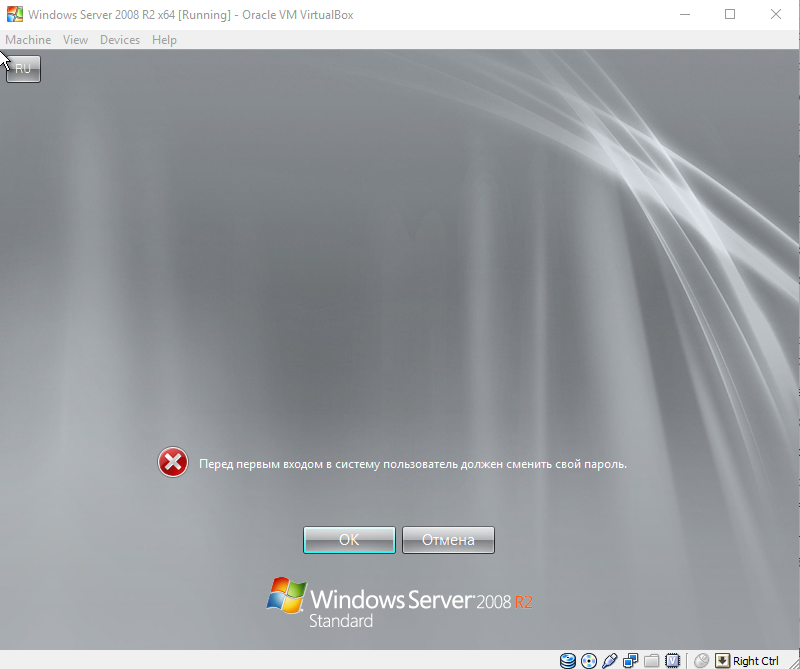 Windows Server 2008 R2 x64 [Running] - Oracle VM VirtualBox
Machine View Devices Help
RU
Перед первым входом в систему пользователь должен сменить свой пароль.
OK Отмена
Windows Server 2008 R2
Standard
Right Ctrl